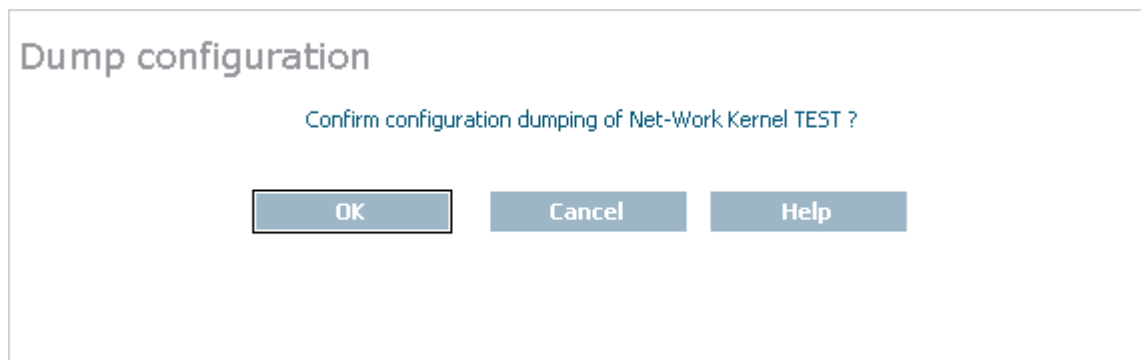 Dump configuration
Confirm configuration dumping of Net-Work Kernel TEST ?
OK Cancel Help